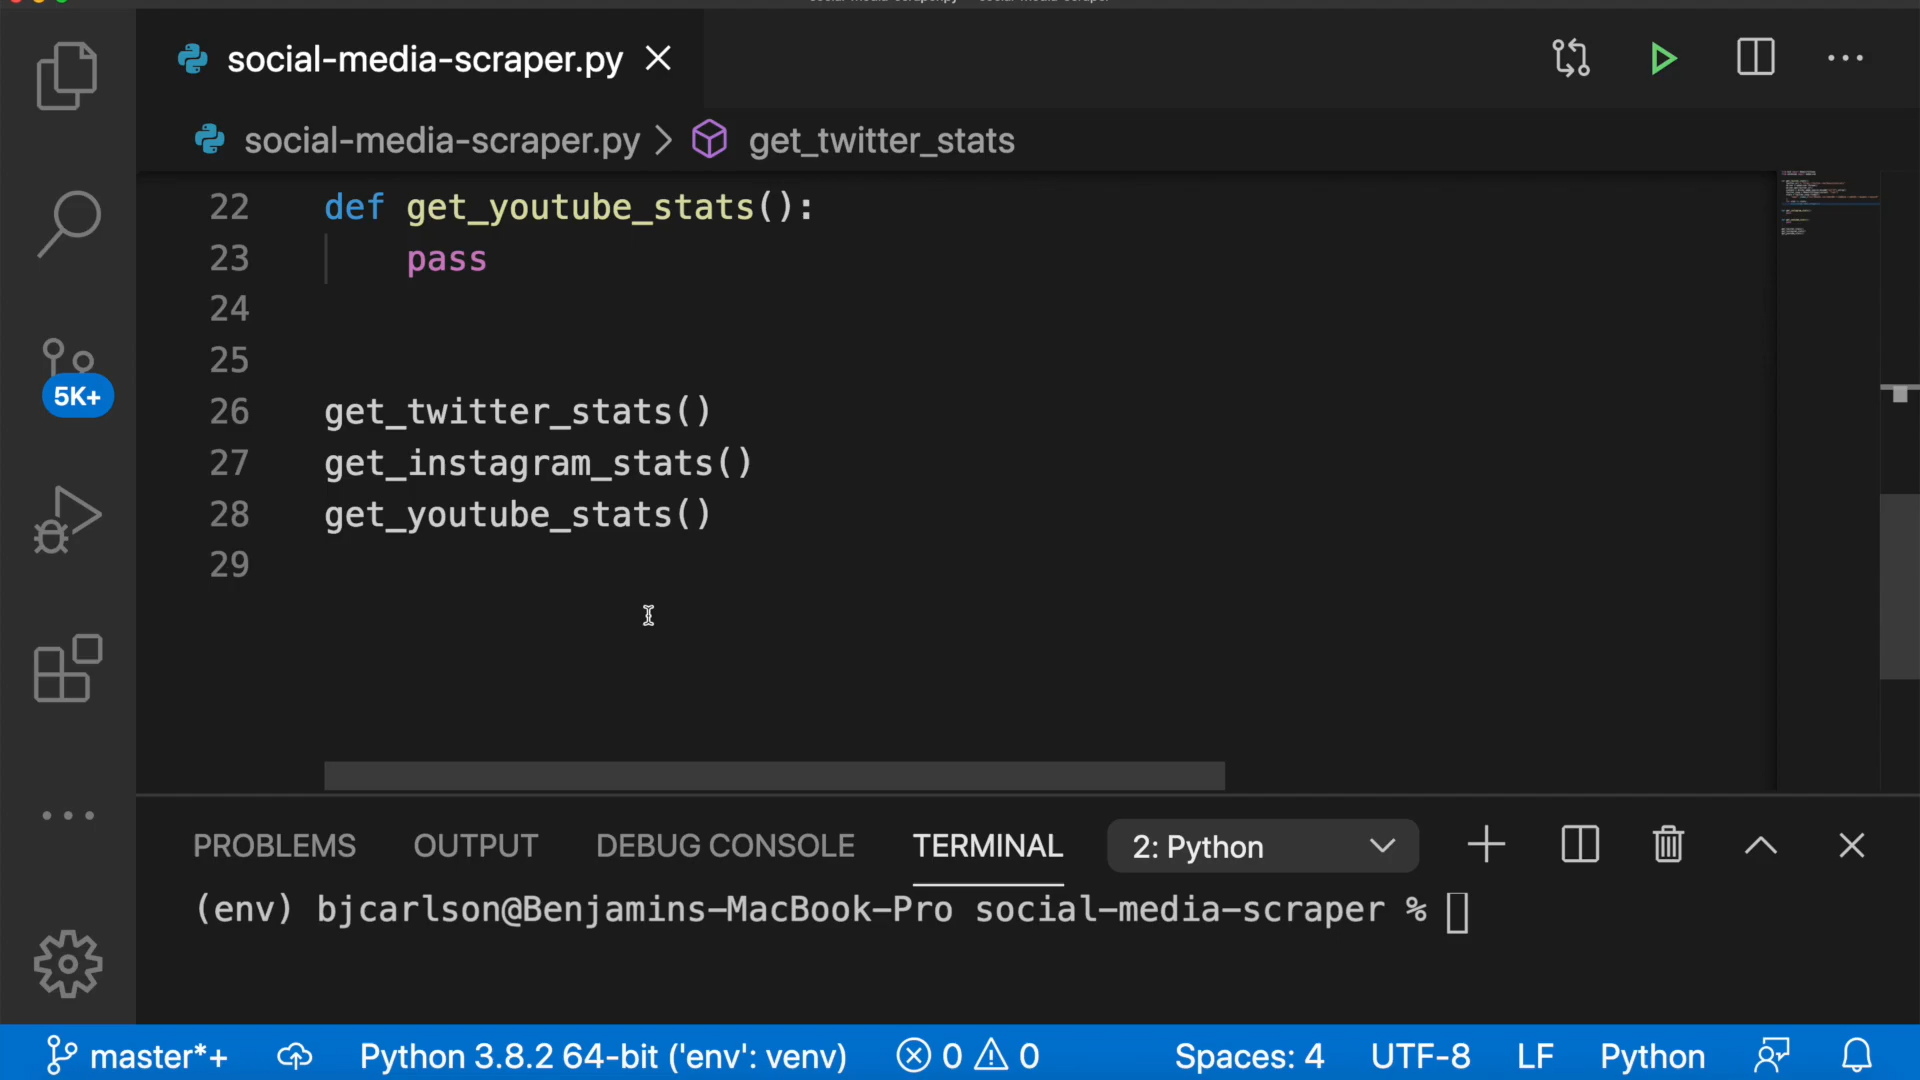 social-media-scraper.py
social-media-scraper.py > get_twitter_stats
22 def get_youtube_stats():
23 pass
24
25
26 get_twitter_stats()
27 get_instagram_stats()
28 get_youtube_stats()
29
5K+
PROBLEMS OUTPUT DEBUG CONSOLE TERMINAL 2: Python
(env) bjcarlson@Benjamins-MacBook-Pro social-media-scraper %
master*+ Python 3.8.2 64-bit ('env': venv) 0 0 Spaces: 4 UTF-8 LF Python